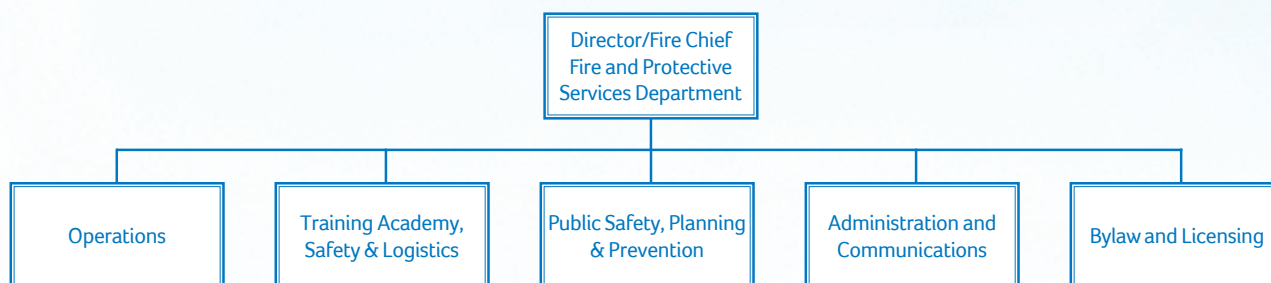 Director/Fire Chief
Fire and Protective
Services Department
Operations
Training Academy,
Safety & Logistics
Public Safety, Planning
& Prevention
Administration and
Communications
Bylaw and Licensing